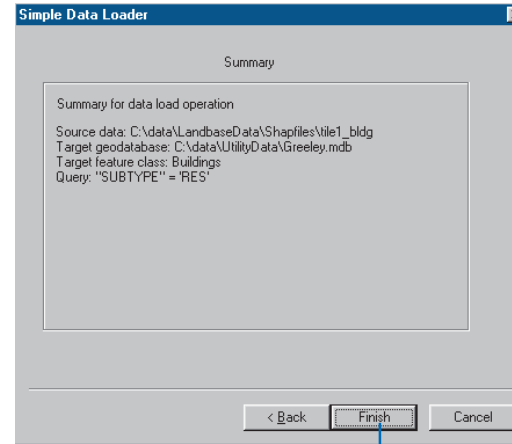 Simple Data Loader
Summary
Summary for data load operation
Source data: C:\data\LandbaseData\Shapfiles\tile1_bldg
Target geodatabase: C:\data\UtilityData\Greeley.mdb
Target feature class: Buildings
Query: "SUBTYPE" = 'RES'
< Back
Finish
Cancel